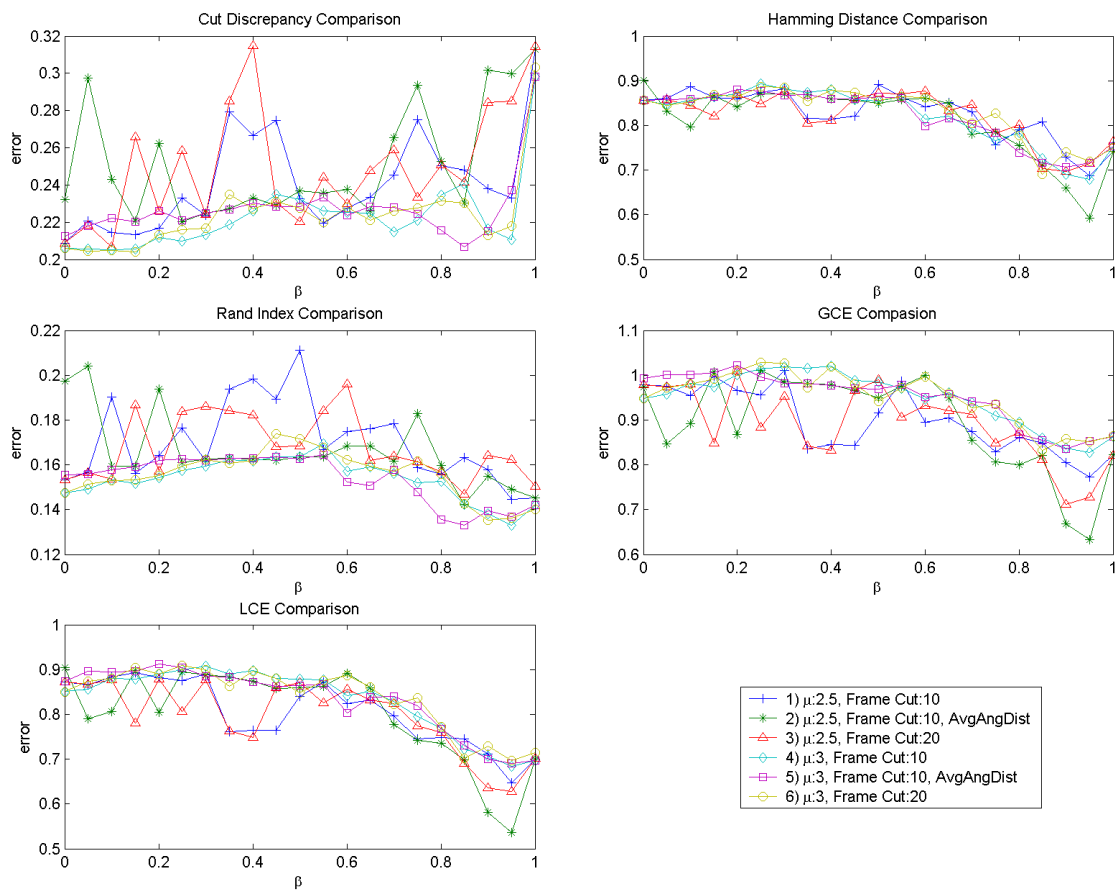 Cut Discrepancy Comparison
0.32
0.3
0.28
0.26
0.24
0.22
0.2
error
0 0.2 0.4 0.6 0.8 1
β
Hamming Distance Comparison
1
0.9
0.8
0.7
0.6
0.5
error
0 0.2 0.4 0.6 0.8 1
β
Rand Index Comparison
0.22
0.2
0.18
0.16
0.14
0.12
error
0 0.2 0.4 0.6 0.8 1
β
GCE Compasion
1.1
1
0.9
0.8
0.7
0.6
error
0 0.2 0.4 0.6 0.8 1
β
LCE Comparison
1
0.9
0.8
0.7
0.6
0.5
error
0 0.2 0.4 0.6 0.8 1
β
1) μ:2.5, Frame Cut:10
2) μ:2.5, Frame Cut:10, AvgAngDist
3) μ:2.5, Frame Cut:20
4) μ:3, Frame Cut:10
5) μ:3, Frame Cut:10, AvgAngDist
6) μ:3, Frame Cut:20